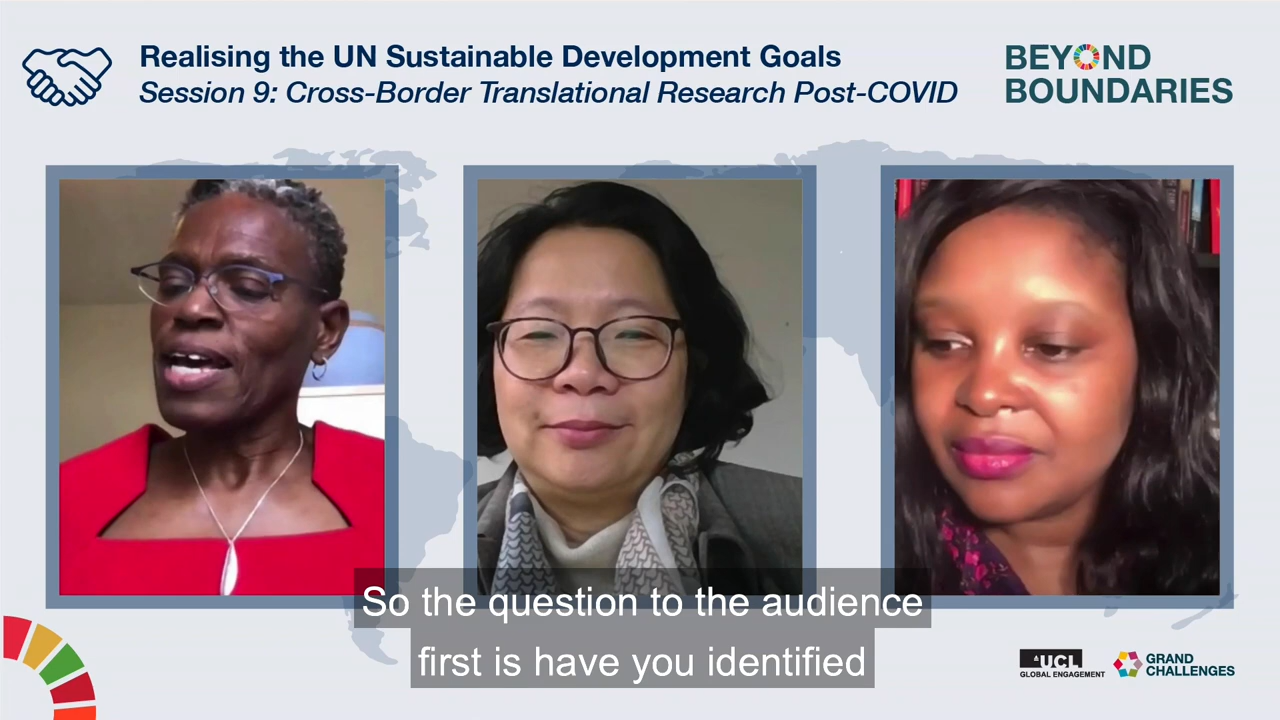 Realising the UN Sustainable Development Goals
Session 9: Cross-Border Translational Research Post-COVID
BEYOND
BOUNDARIES
So the question to the audience
first is have you identified
UCL
GLOBAL ENGAGEMENT
GRAND
CHALLENGES